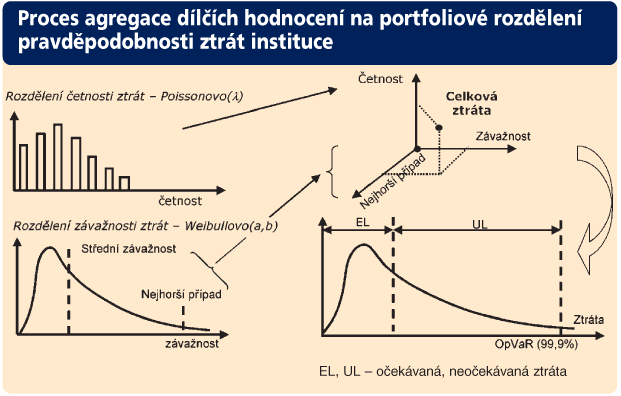 Proces agregace dílčích hodnocení na portfoliové rozdělení
pravděpodobnosti ztrát instituce
Rozdělení četnosti ztrát – Poissonovo(λ)
četnost
Četnost
Celková
ztráta
Závažnost
Nejhorší případ
Rozdělení závažnosti ztrát – Weibullovo(a,b)
Střední závažnost
Nejhorší případ
závažnost
EL
UL
Ztráta
OpVaR (99,9%)
EL, UL – očekávaná, neočekávaná ztráta